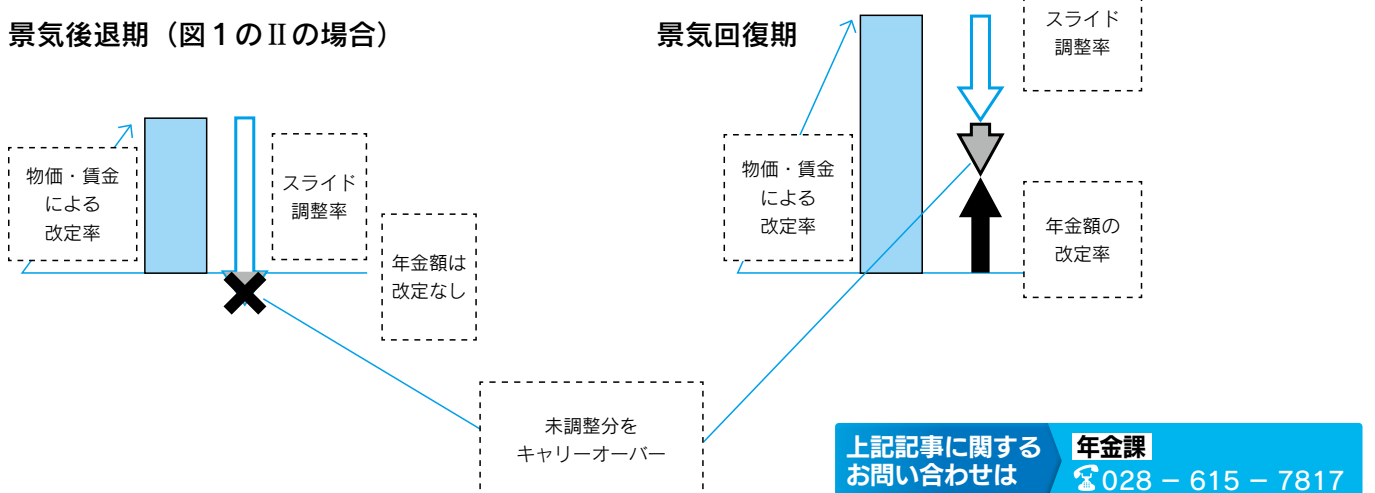 景気後退期（図１のⅡの場合）
物価・賃金
による
改定率
スライド
調整率
年金額は
改定なし
景気回復期
スライド
調整率
物価・賃金
による
改定率
年金額の
改定率
未調整分を
キャリーオーバー
上記記事に関する
お問い合わせは
年金課
☎028 − 615 − 7817